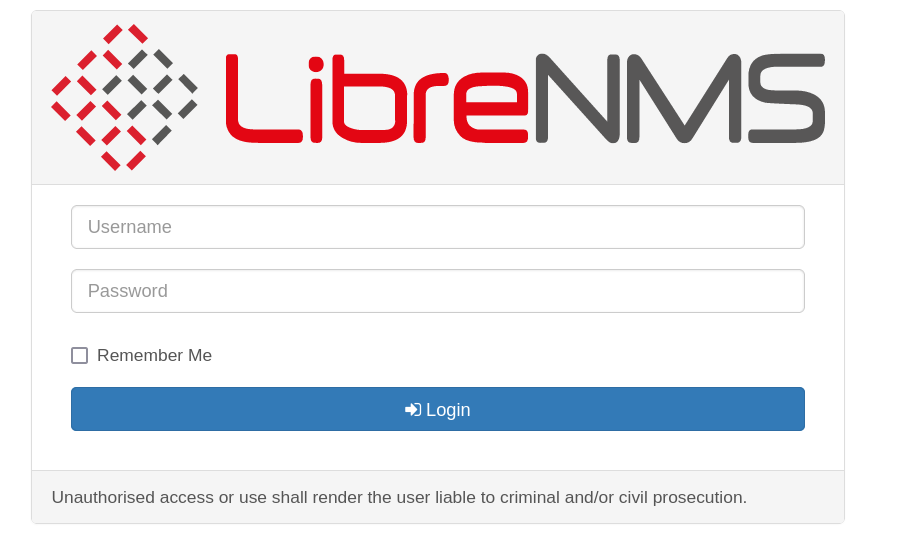 LibreNMS
Username
Password
Remember Me
Login
Unauthorised access or use shall render the user liable to criminal and/or civil prosecution.